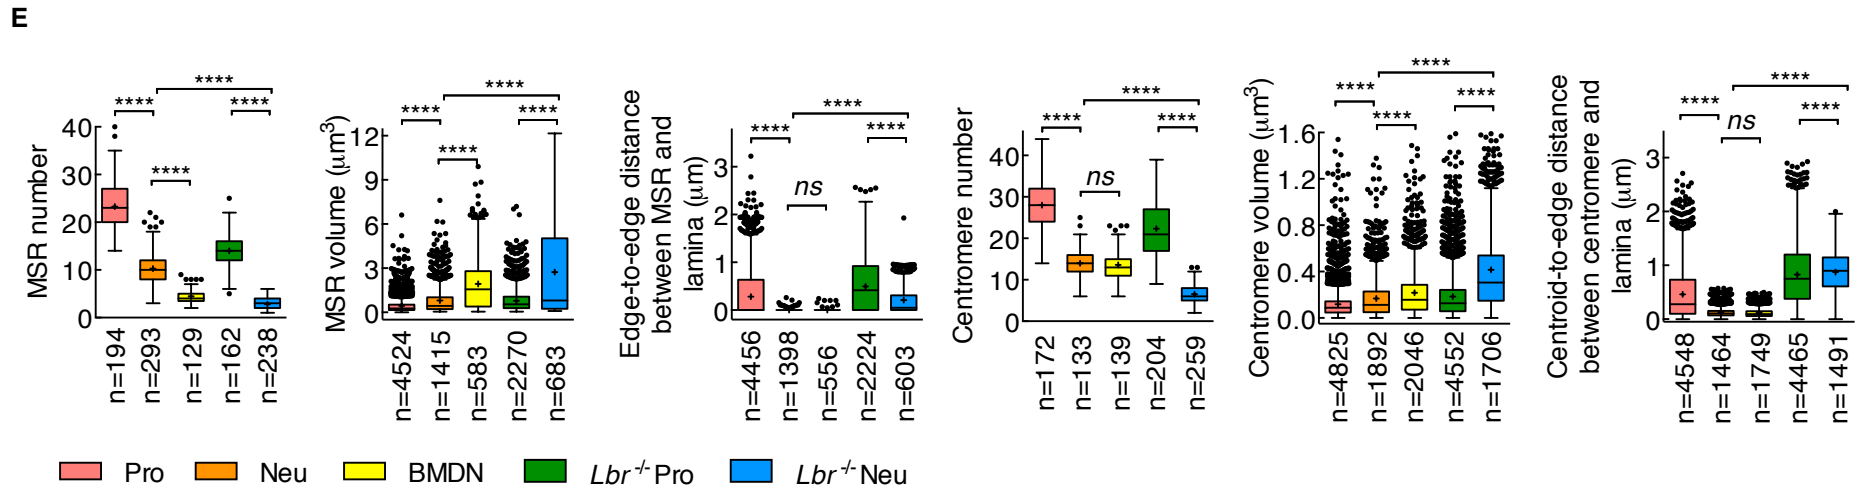 E
MSR number
40
30
20
10
0
****
****
****
****
n=194
n=293
n=129
n=162
n=238
MSR volume (μm³)
12
9
6
3
0
****
****
****
****
n=4524
n=1415
n=583
n=2270
n=683
Edge-to-edge distance
between MSR and
lamina (μm)
3
2
1
0
****
****
****
ns
n=4456
n=1398
n=556
n=2224
n=603
Centromere number
40
30
20
10
0
****
****
****
ns
n=172
n=133
n=139
n=204
n=259
Centromere volume (μm³)
1.6
1.2
0.8
0.4
0.0
****
****
****
****
n=4825
n=1892
n=2046
n=4552
n=1706
Centroid-to-edge distance
between centromere and
lamina (μm)
3
2
1
0
****
****
****
ns
n=4548
n=1464
n=1749
n=4465
n=1491
Pro Neu BMDN Lbr -/- Pro Lbr -/- Neu